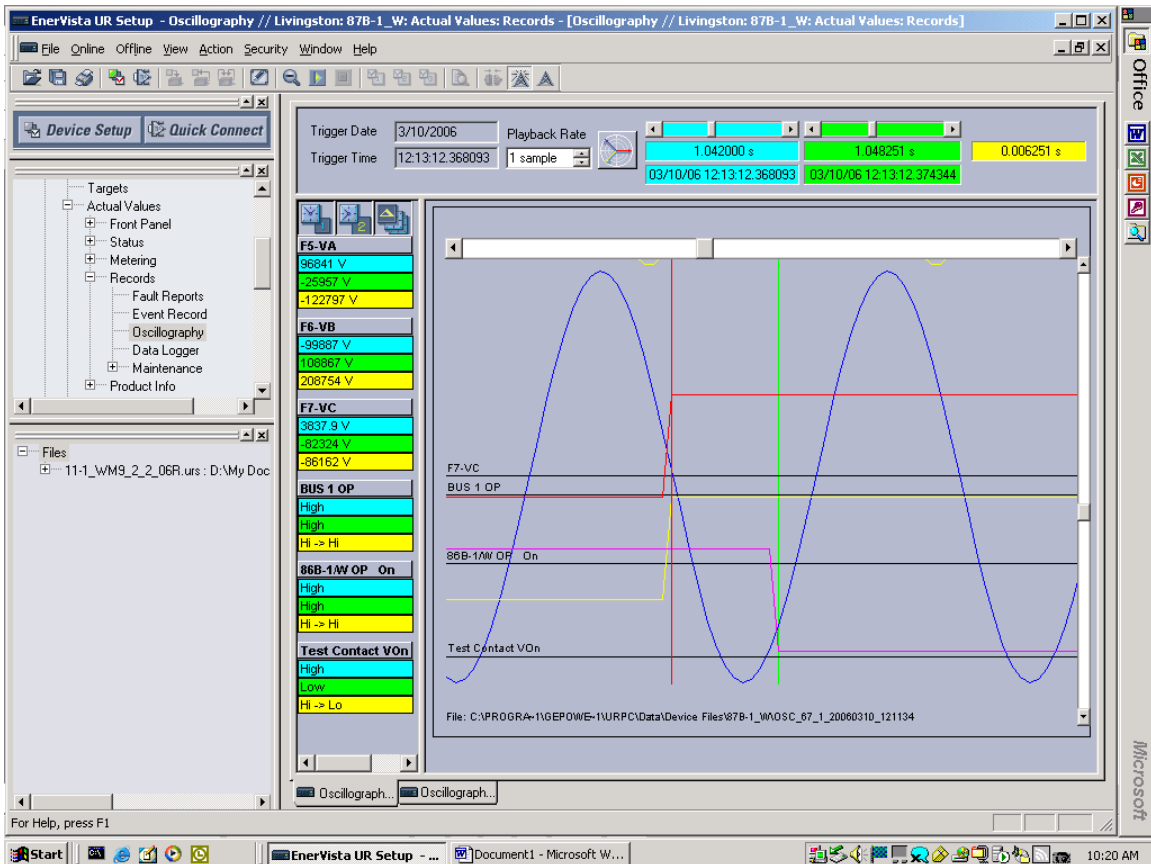 EnerVista UR Setup - Oscillography // Livingston: 87B-1_W: Actual Values: Records - [Oscillography // Livingston: 87B-1_W: Actual Values: Records]
File Online Offline View Action Security Window Help
Device Setup Quick Connect
Targets
Actual Values
Front Panel
Status
Metering
Records
Fault Reports
Event Record
Oscillography
Data Logger
Maintenance
Product Info
Files
11-1_WM9_2_2_06R.urs : D:\My Doc
Trigger Date 3/10/2006
Trigger Time 12:13:12.368093
Playback Rate
1 sample
1.042000 s
1.048251 s
0.006251 s
03/10/06 12:13:12.368093
03/10/06 12:13:12.374344
1
2
F5-VA
96841 V
-25957 V
-122797 V
F6-VB
-99887 V
108867 V
208754 V
F7-VC
3837.9 V
-82324 V
-86162 V
BUS 1 OP
High
High
Hi -> Hi
86B-1/W OP On
High
High
Hi -> Hi
Test Contact VOn
High
Low
Hi -> Lo
F7-VC
BUS 1 OP
86B-1/W OP On
Test Contact VOn
File: C:\PROGRA~1\GEPOWE~1\URPC\Data\Device Files\87B-1_W\OSC_67_1_20060310_121134
Oscillograph...
Oscillograph...
For Help, press F1
Office
Microsoft
Start
EnerVista UR Setup - ...
Document1 - Microsoft W...
10:20 AM